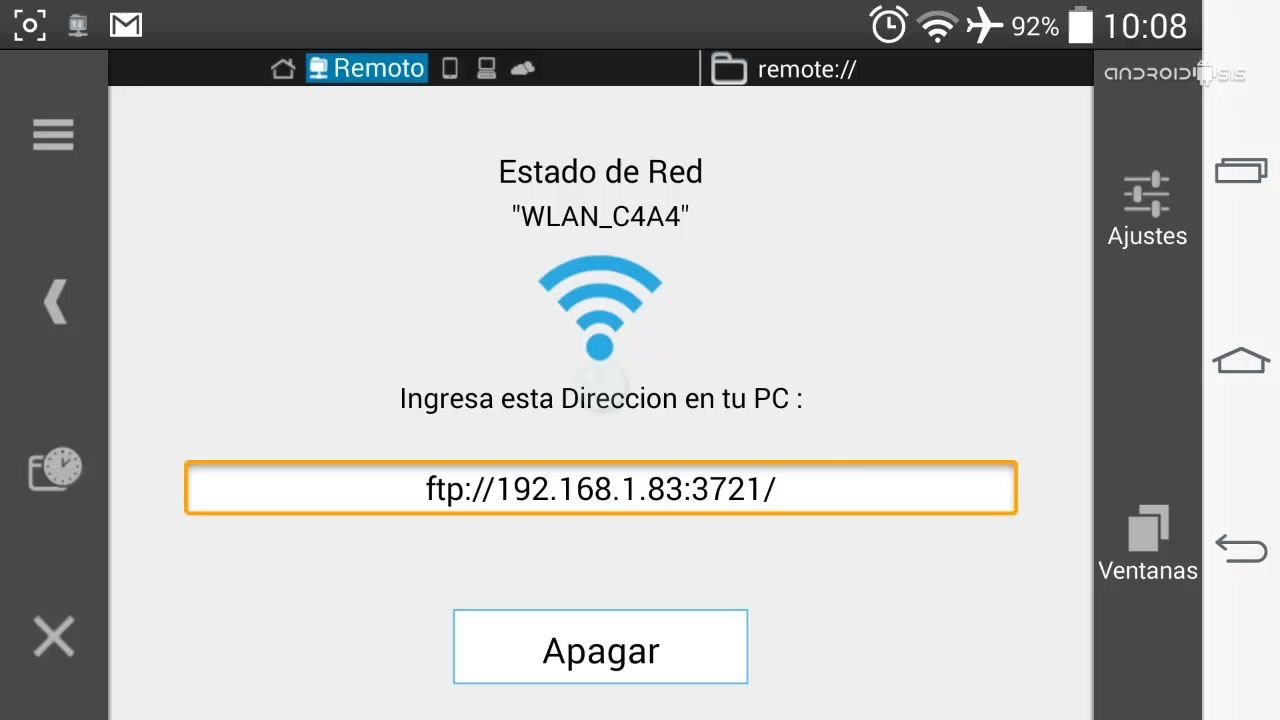 92% 10:08
Remoto remote://
ANDROIDSIS
Estado de Red
"WLAN_C4A4"
Ajustes
Ingresa esta Direccion en tu PC :
ftp://192.168.1.83:3721/
Ventanas
Apagar